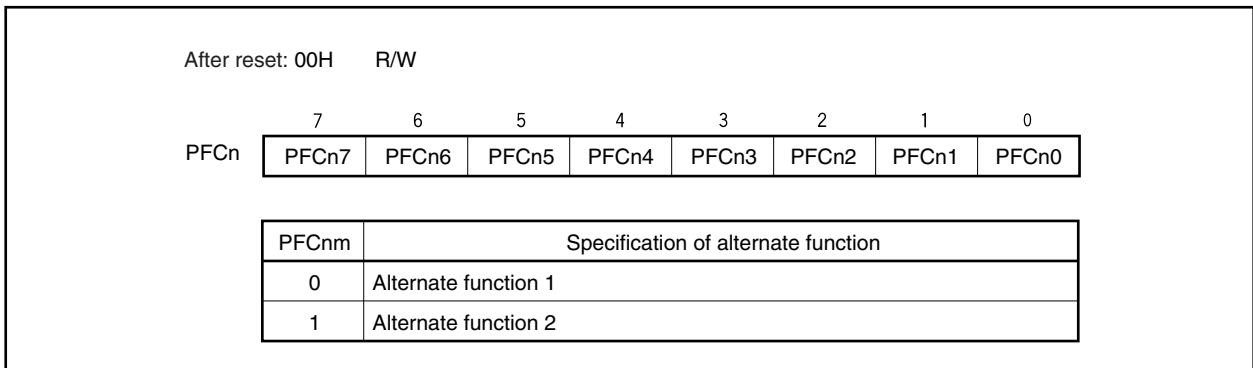 After reset: 00H R/W
7 6 5 4 3 2 1 0
PFCn PFCn7 PFCn6 PFCn5 PFCn4 PFCn3 PFCn2 PFCn1 PFCn0
PFCnm Specification of alternate function
0 Alternate function 1
1 Alternate function 2